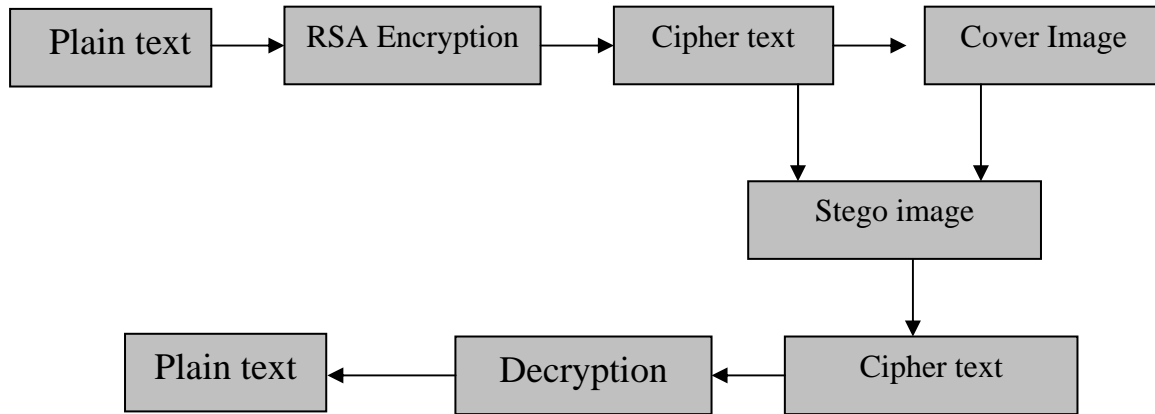 Plain text
RSA Encryption
Cipher text
Cover Image
Stego image
Plain text
Decryption
Cipher text